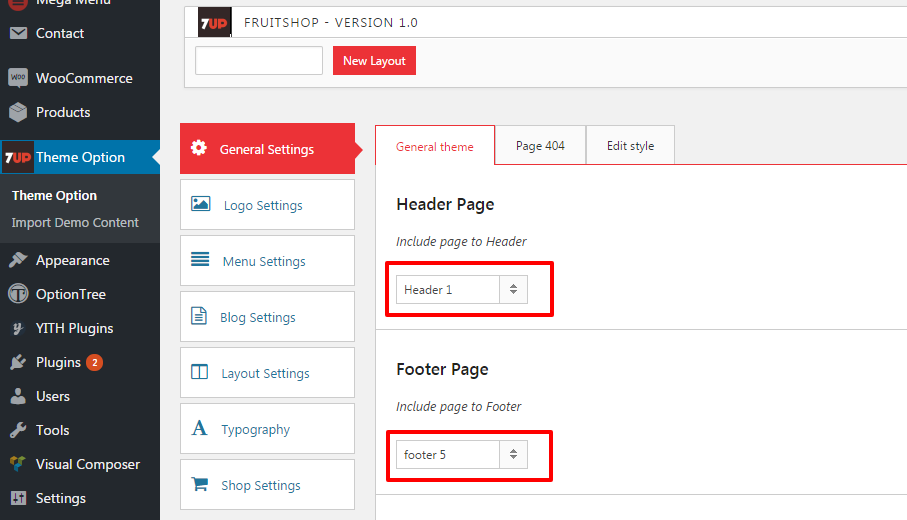 Mega Menu
Contact
WOO
WooCommerce
Products
7UP
Theme Option
Theme Option
Import Demo Content
Appearance
OptionTree
YITH Plugins
Plugins 2
Users
Tools
Visual Composer
Settings
7UP FRUITSHOP - VERSION 1.0
New Layout
General Settings
Logo Settings
Menu Settings
Blog Settings
Layout Settings
Typography
Shop Settings
General theme
Page 404
Edit style
Header Page
Include page to Header
Header 1
Footer Page
Include page to Footer
footer 5